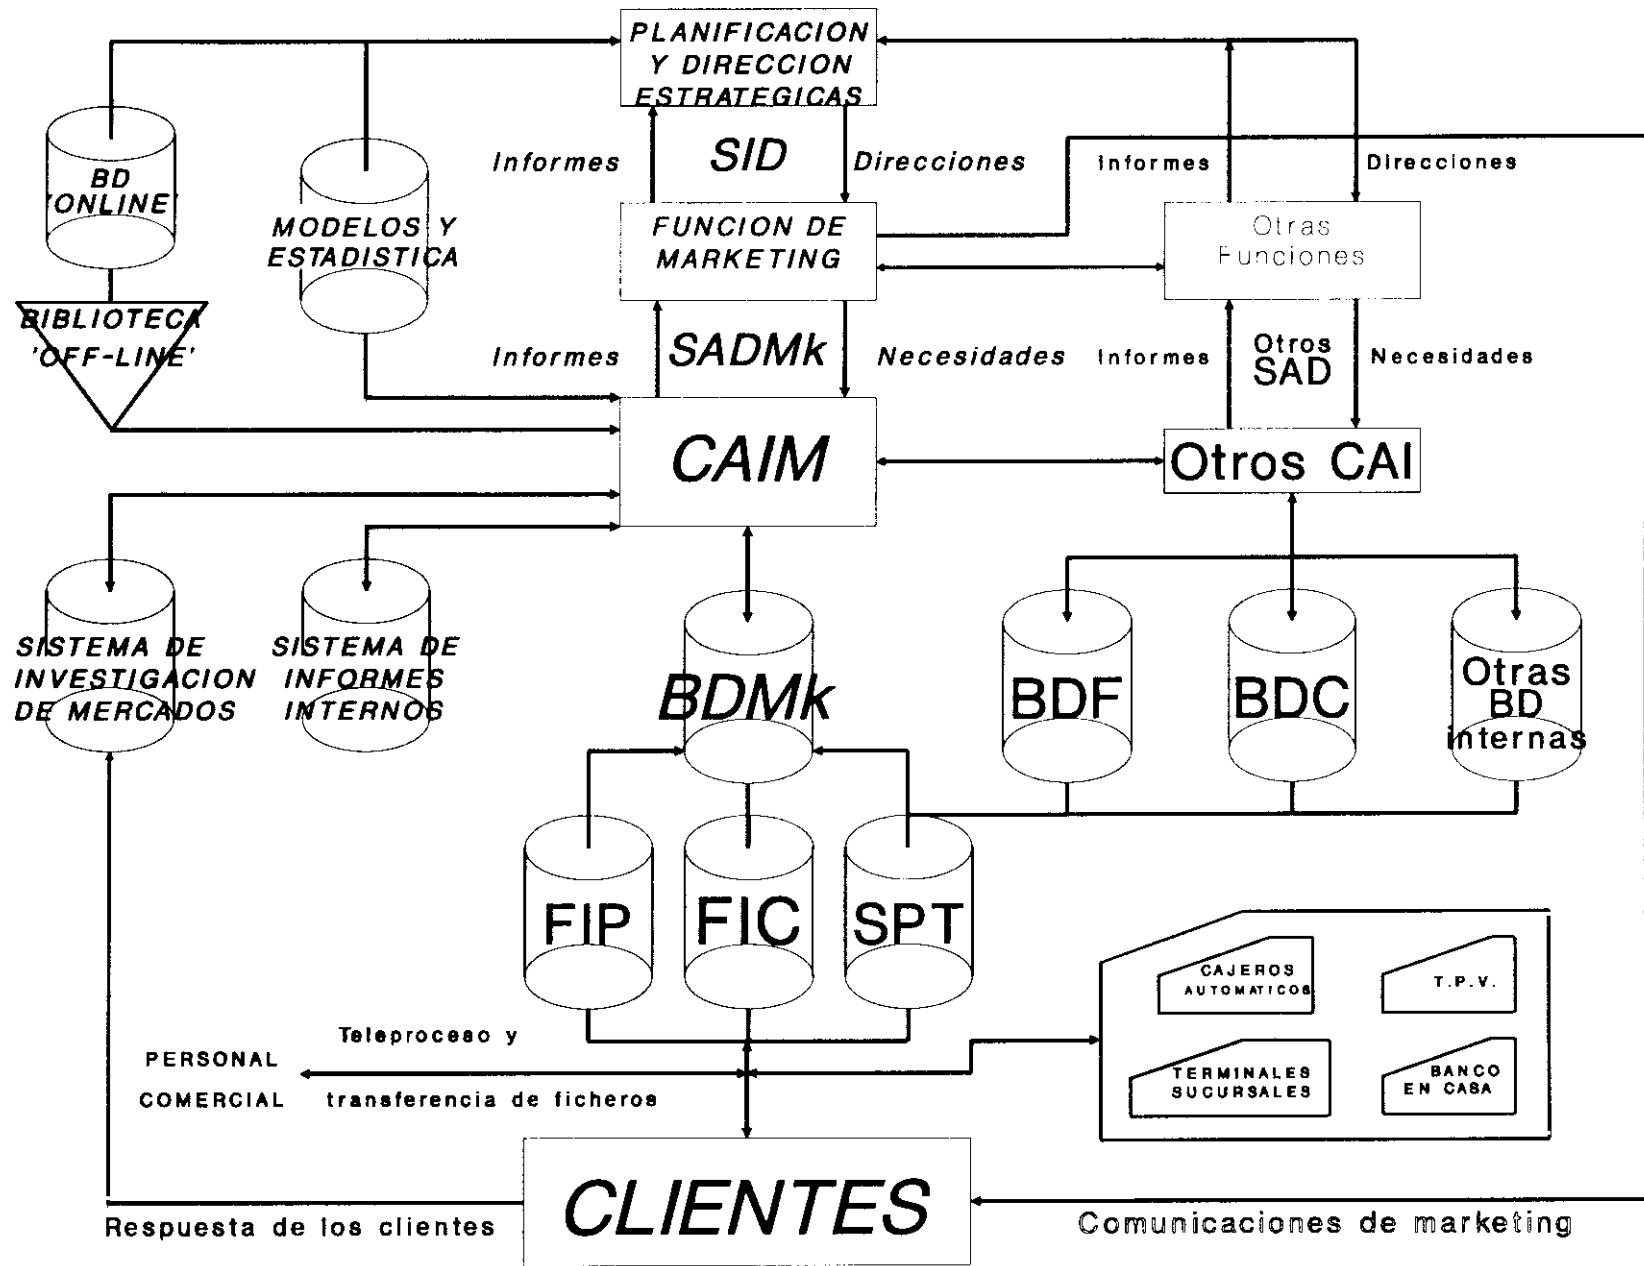 PLANIFICACION
Y DIRECCION
ESTRATEGICAS
BD
'ONLINE'
Informes
SID
Direcciones
Informes
Direcciones
MODELOS Y
ESTADISTICA
FUNCION DE
MARKETING
Otras
Funciones
BIBLIOTECA
'OFF-LINE'
Informes
SADMk
Necesidades
Informes
Otros
SAD
Necesidades
CAIM
Otros CAI
SISTEMA DE
INVESTIGACION
DE MERCADOS
SISTEMA DE
INFORMES
INTERNOS
BDMk
BDF
BDC
Otras
BD
internas
FIP
FIC
SPT
CAJEROS
AUTOMATICOS
T.P.V.
TERMINALES
SUCURSALES
BANCO
EN CASA
Teleproceso y
PERSONAL
COMERCIAL
transferencia de ficheros
CLIENTES
Respuesta de los clientes
Comunicaciones de marketing